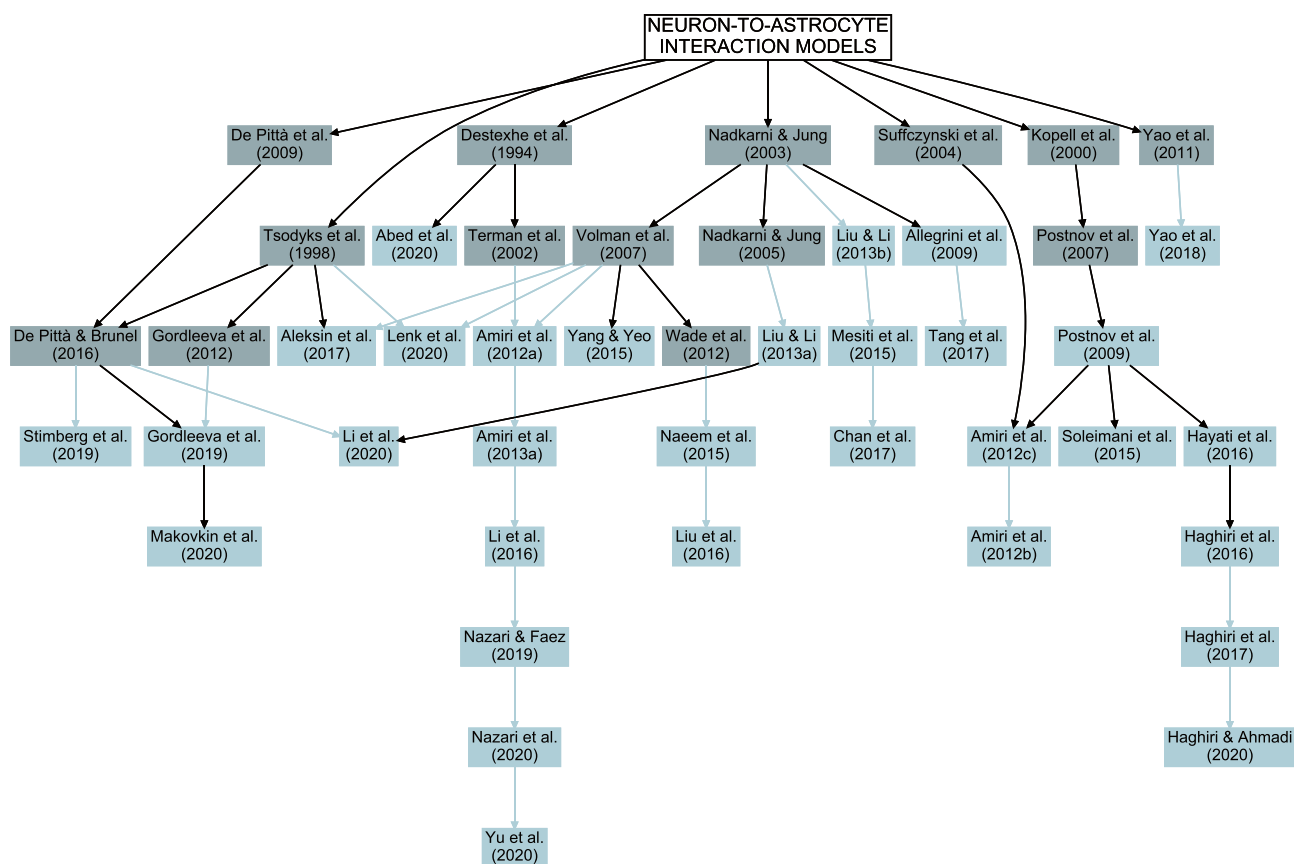 NEURON-TO-ASTROCYTE
INTERACTION MODELS
De Pittà et al.
(2009)
Destexhe et al.
(1994)
Nadkarni & Jung
(2003)
Suffczynski et al.
(2004)
Kopell et al.
(2000)
Yao et al.
(2011)
Tsodyks et al.
(1998)
Abed et al.
(2020)
Terman et al.
(2002)
Volman et al.
(2007)
Nadkarni & Jung
(2005)
Liu & Li
(2013b)
Allegrini et al.
(2009)
Postnov et al.
(2007)
Yao et al.
(2018)
De Pittà & Brunel
(2016)
Gordleeva et al.
(2012)
Aleksin et al.
(2017)
Lenk et al.
(2020)
Amiri et al.
(2012a)
Yang & Yeo
(2015)
Wade et al.
(2012)
Liu & Li
(2013a)
Mesiti et al.
(2015)
Tang et al.
(2017)
Postnov et al.
(2009)
Stimberg et al.
(2019)
Gordleeva et al.
(2019)
Li et al.
(2020)
Amiri et al.
(2013a)
Naeem et al.
(2015)
Chan et al.
(2017)
Amiri et al.
(2012c)
Soleimani et al.
(2015)
Hayati et al.
(2016)
Makovkin et al.
(2020)
Li et al.
(2016)
Liu et al.
(2016)
Amiri et al.
(2012b)
Haghiri et al.
(2016)
Nazari & Faez
(2019)
Haghiri et al.
(2017)
Nazari et al.
(2020)
Haghiri & Ahmadi
(2020)
Yu et al.
(2020)